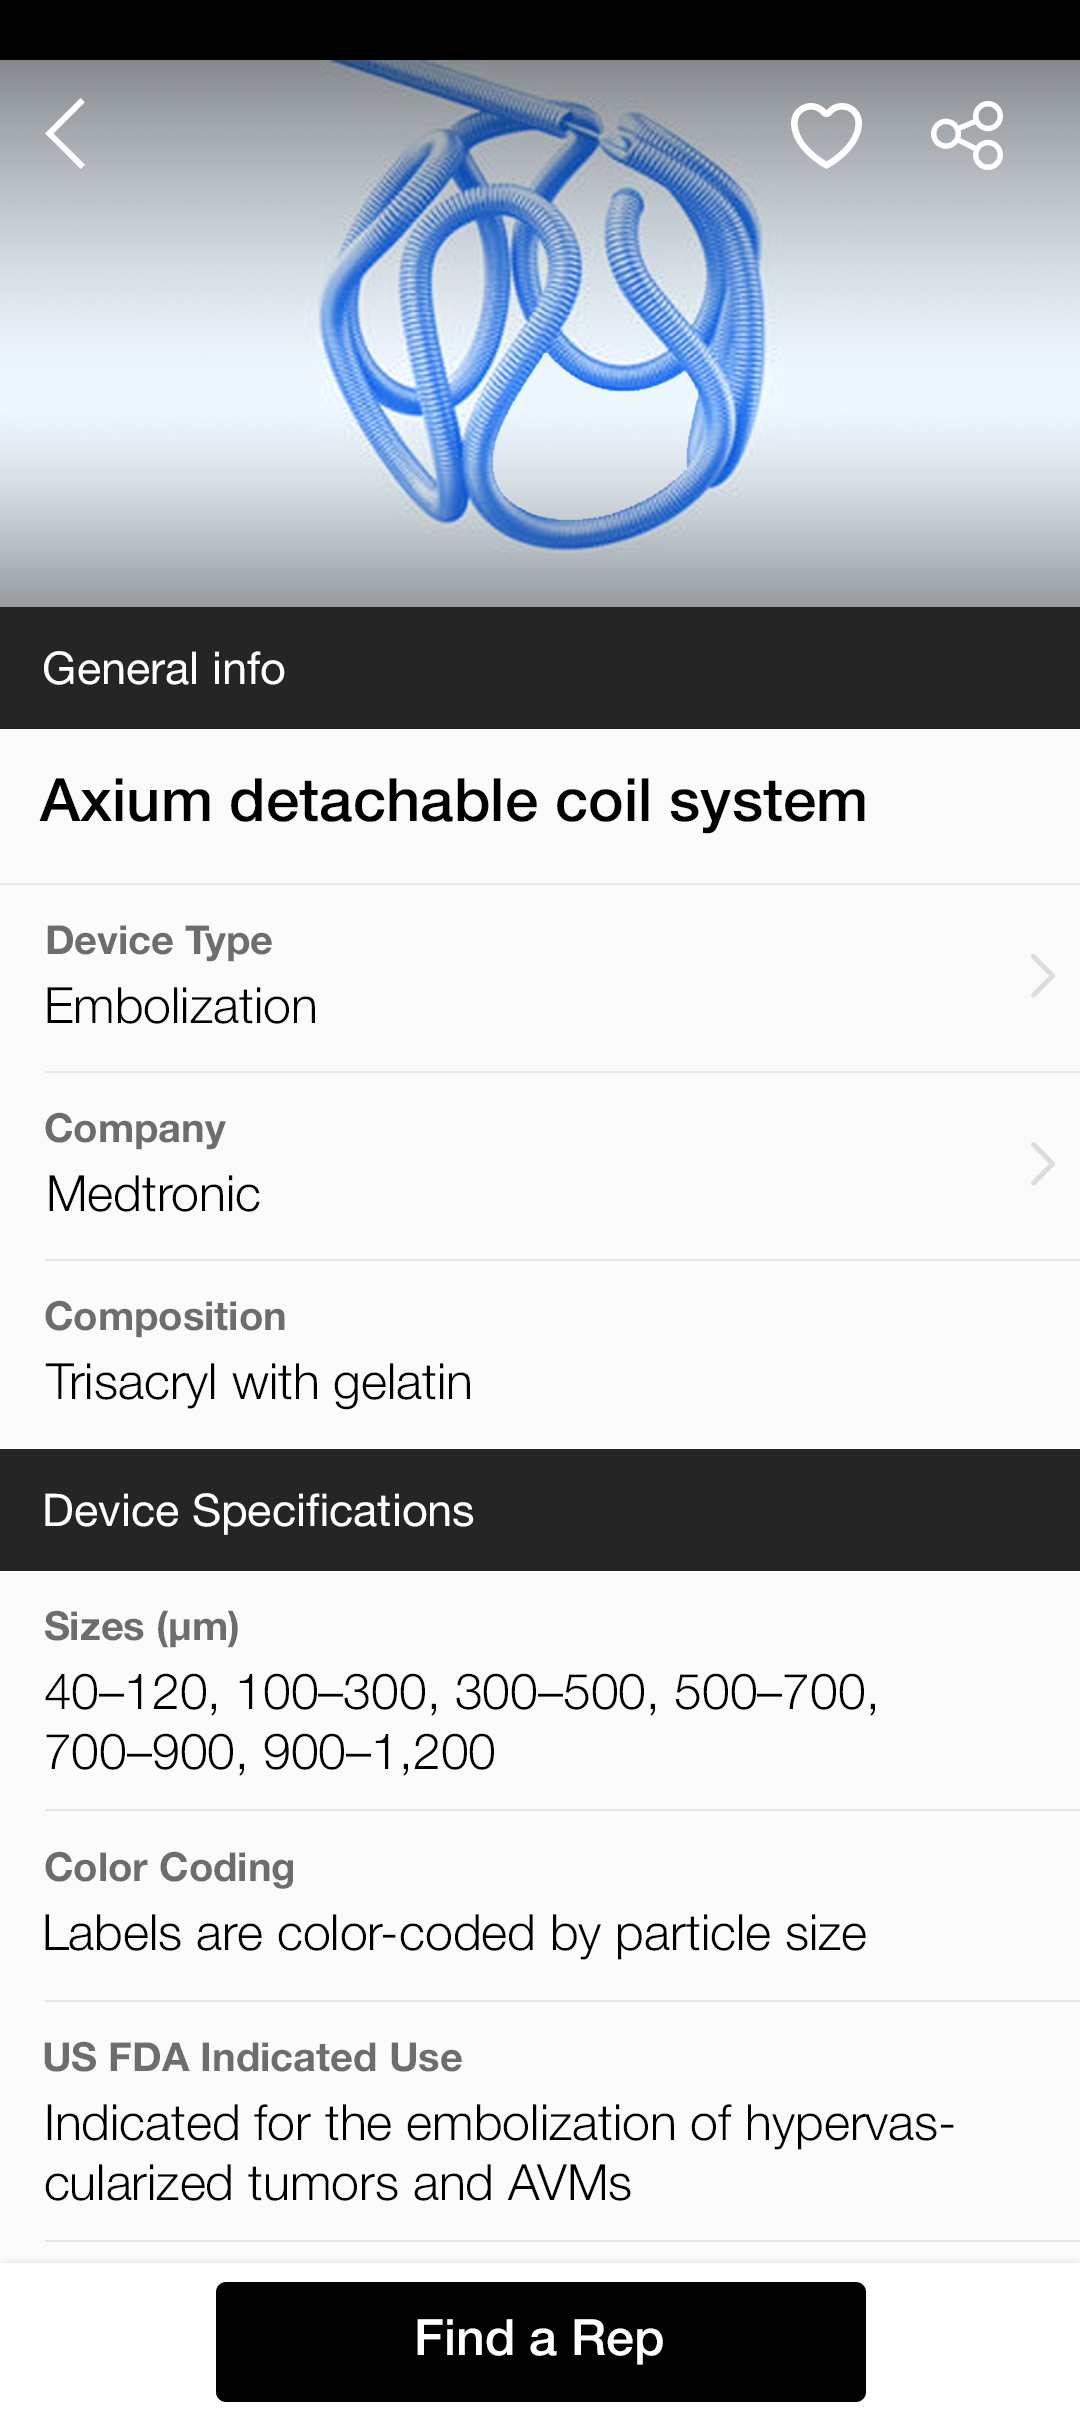 General info
Axium detachable coil system
Device Type
Embolization
Company
Medtronic
Composition
Trisacryl with gelatin
Device Specifications
Sizes (µm)
40–120, 100–300, 300–500, 500–700,
700–900, 900–1,200
Color Coding
Labels are color-coded by particle size
US FDA Indicated Use
Indicated for the embolization of hypervas-
cularized tumors and AVMs
Find a Rep